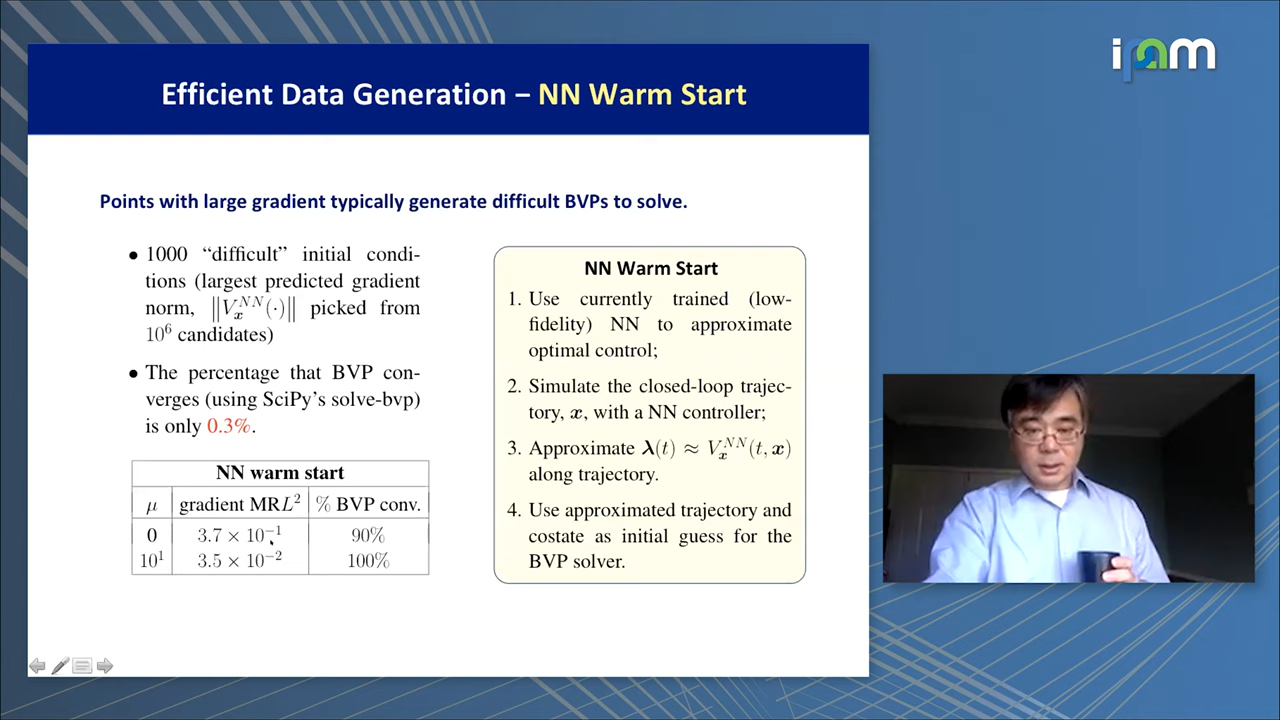 ipam
Efficient Data Generation – NN Warm Start
Points with large gradient typically generate difficult BVPs to solve.
• 1000 “difficult” initial condi-
tions (largest predicted gradient
norm, ‖V_x^{NN}(·)‖ picked from
10^6 candidates)
• The percentage that BVP con-
verges (using SciPy's solve-bvp)
is only 0.3%.
NN warm start
μ gradient MRL^2 % BVP conv.
0 3.7 × 10^{−1} 90%
10^1 3.5 × 10^{−2} 100%
NN Warm Start
1. Use currently trained (low-
fidelity) NN to approximate
optimal control;
2. Simulate the closed-loop trajec-
tory, x, with a NN controller;
3. Approximate λ(t) ≈ V_x^{NN}(t, x)
along trajectory.
4. Use approximated trajectory and
costate as initial guess for the
BVP solver.